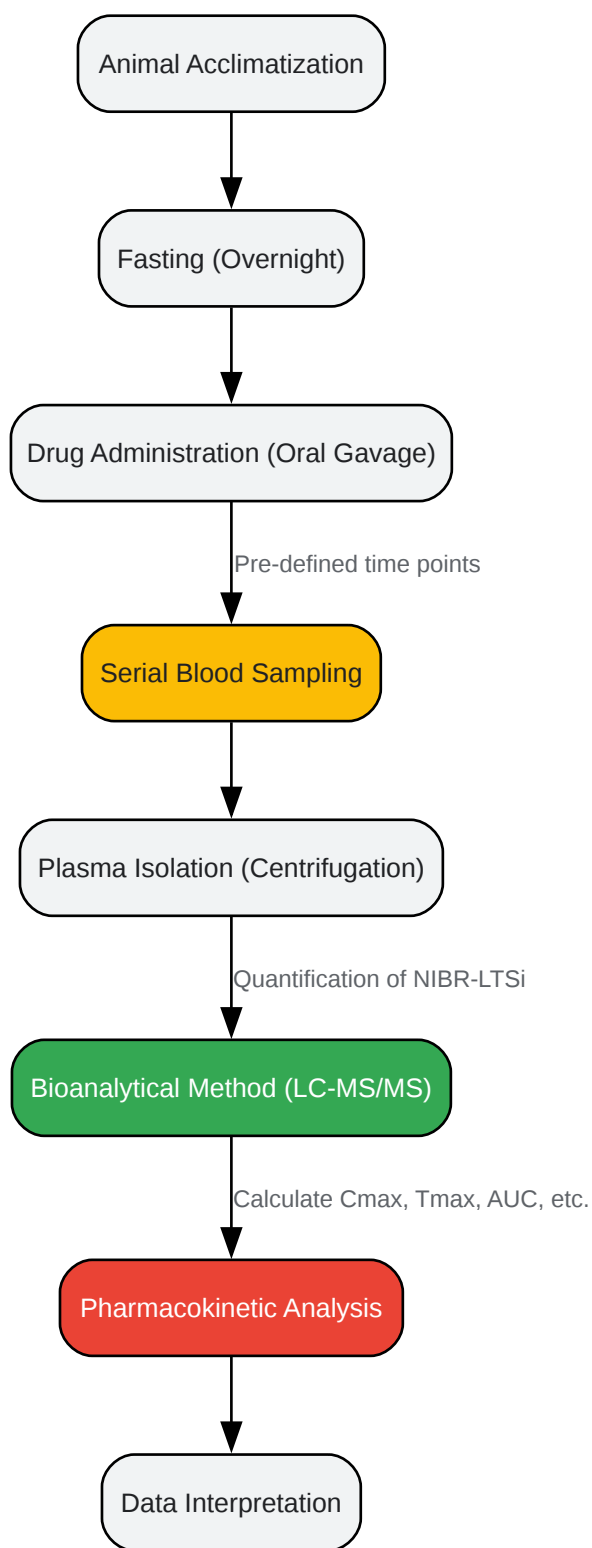 Animal Acclimatization
Fasting (Overnight)
Drug Administration (Oral Gavage)
Pre-defined time points
Serial Blood Sampling
Plasma Isolation (Centrifugation)
Quantification of NIBR-LTSi
Bioanalytical Method (LC-MS/MS)
Calculate Cmax, Tmax, AUC, etc.
Pharmacokinetic Analysis
Data Interpretation